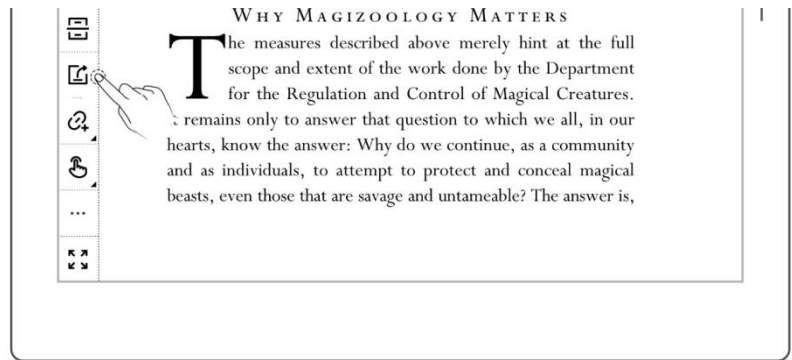 WHY MAGIZOOLOGY MATTERS
The measures described above merely hint at the full
scope and extent of the work done by the Department
for the Regulation and Control of Magical Creatures.
remains only to answer that question to which we all, in our
hearts, know the answer: Why do we continue, as a community
and as individuals, to attempt to protect and conceal magical
beasts, even those that are savage and untameable? The answer is,